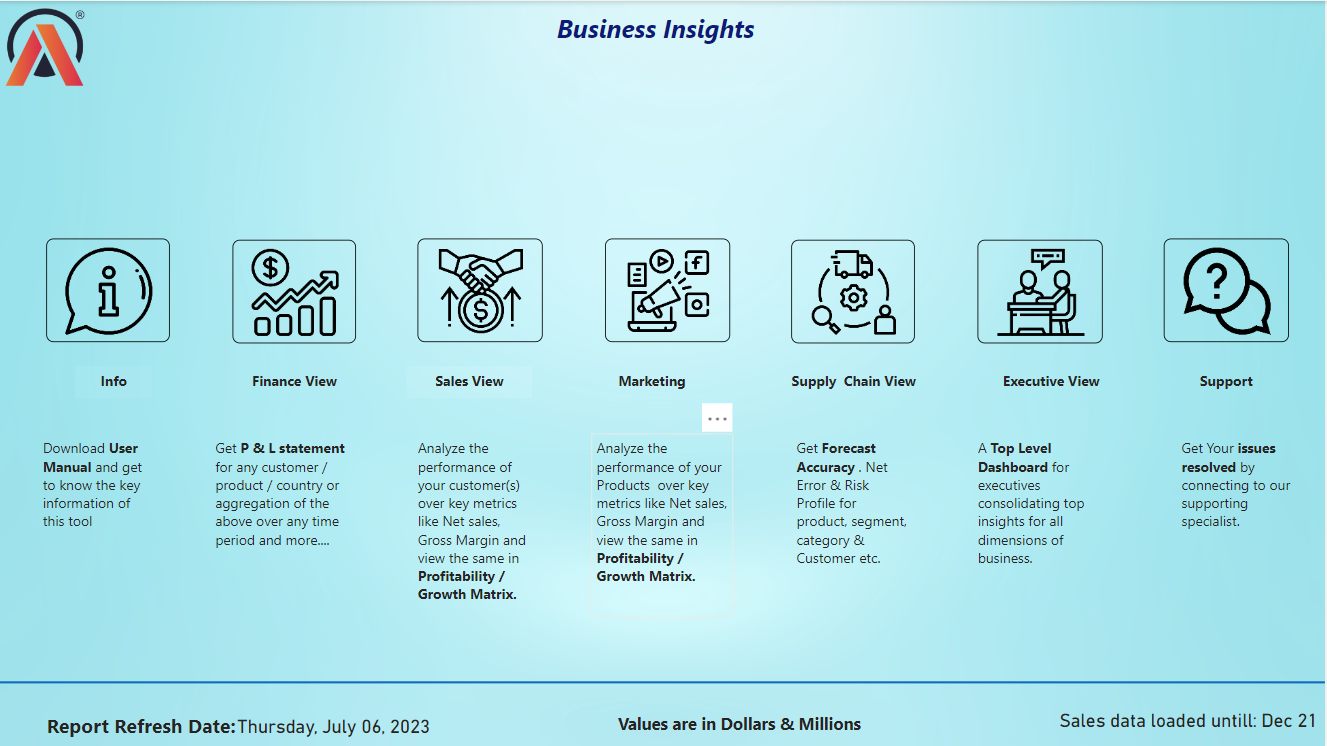 ®
Business Insights
Info
Finance View
Sales View
Marketing
Supply  Chain View
Executive View
Support
Download User
Manual and get
to know the key
information of
this tool
Get P & L statement
for any customer /
product / country or
aggregation of the
above over any time
period and more....
Analyze the
performance of
your customer(s)
over key metrics
like Net sales,
Gross Margin and
view the same in
Profitability /
Growth Matrix.
Analyze the
performance of your
Products  over key
metrics like Net sales,
Gross Margin and
view the same in
Profitability /
Growth Matrix.
Get Forecast
Accuracy . Net
Error & Risk
Profile for
product, segment,
category &
Customer etc.
A Top Level
Dashboard for
executives
consolidating top
insights for all
dimensions of
business.
Get Your issues
resolved by
connecting to our
supporting
specialist.
Report Refresh Date:Thursday, July 06, 2023
Values are in Dollars & Millions
Sales data loaded untill: Dec 21